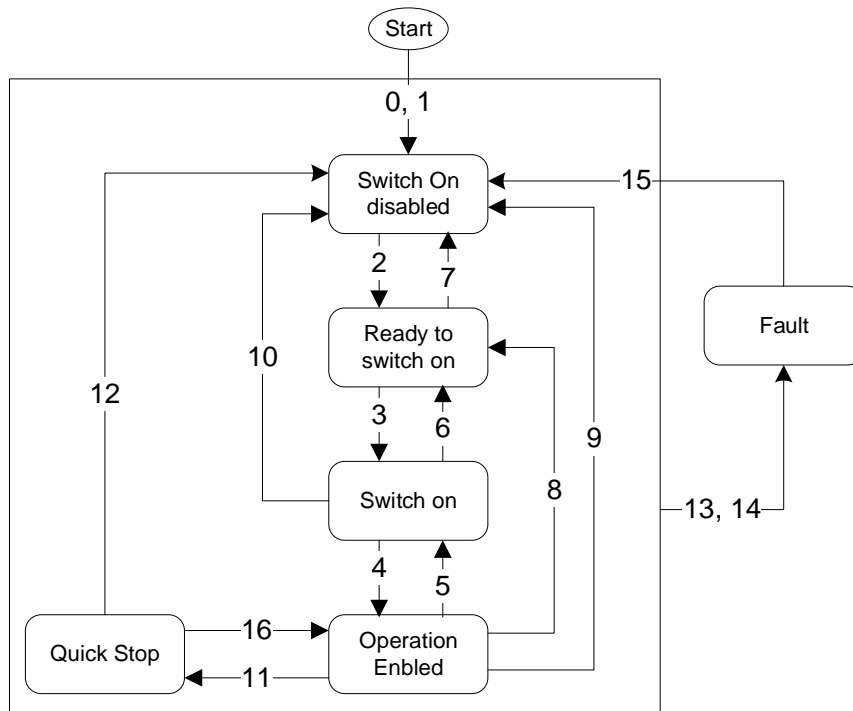 Start
0, 1
Switch On
disabled
15
2
7
Ready to
switch on
Fault
10
12
3
6
9
8
Switch on
13, 14
4
5
Quick Stop
16
11
Operation
Enbled